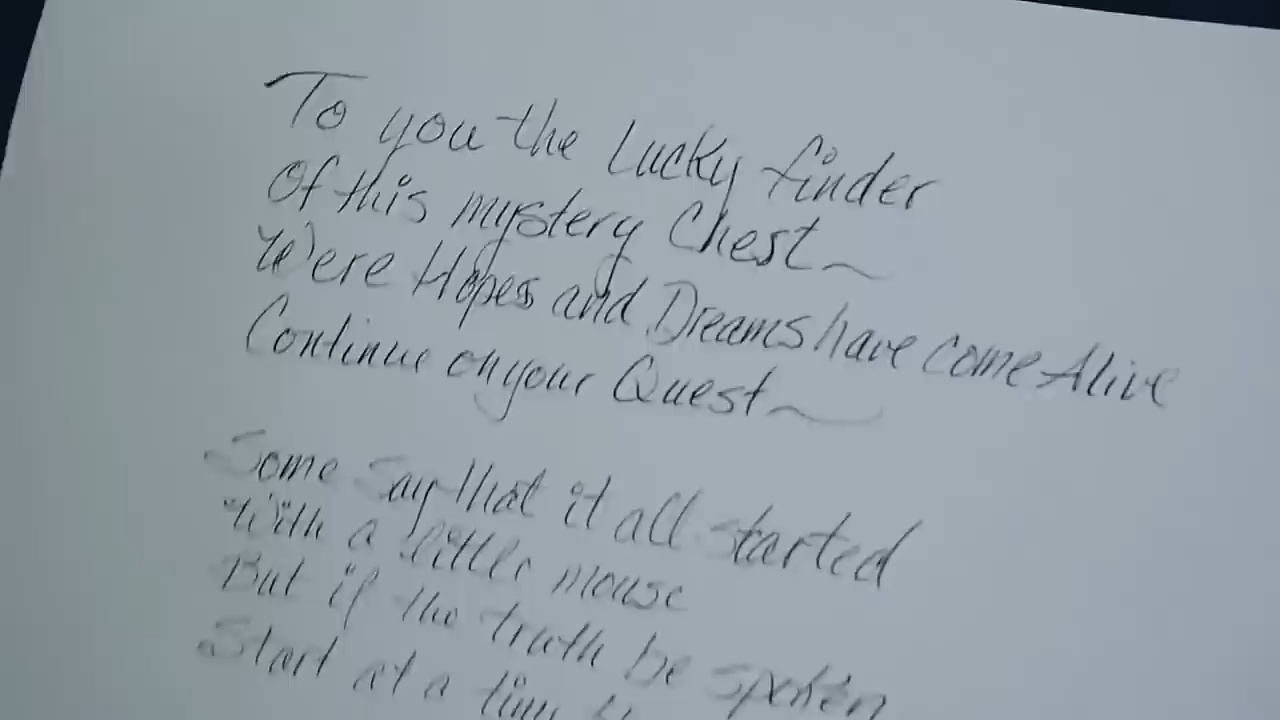 To you the Lucky finder
Of this mystery Chest~
Were Hopes and Dreams have come Alive
Continue on your Quest~
Some say that it all started
With a little mouse
But if the truth be spoken
Start at a time